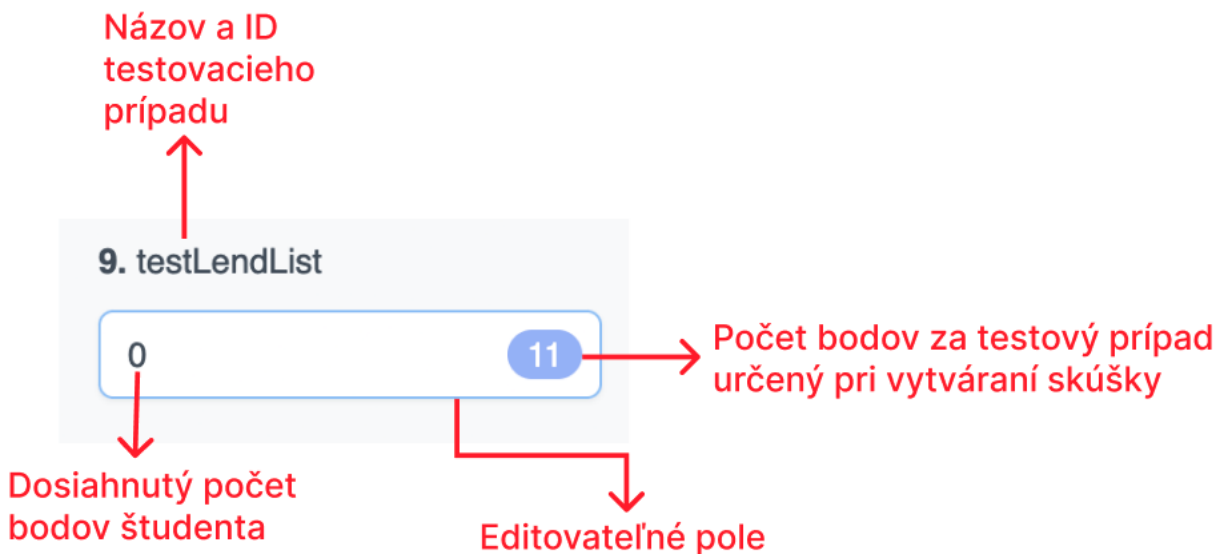 Názov a ID
testovacieho
prípadu
9. testLendList
0
11
Počet bodov za testový prípad
určený pri vytváraní skúšky
Dosiahnutý počet
bodov študenta
Editovateľné pole